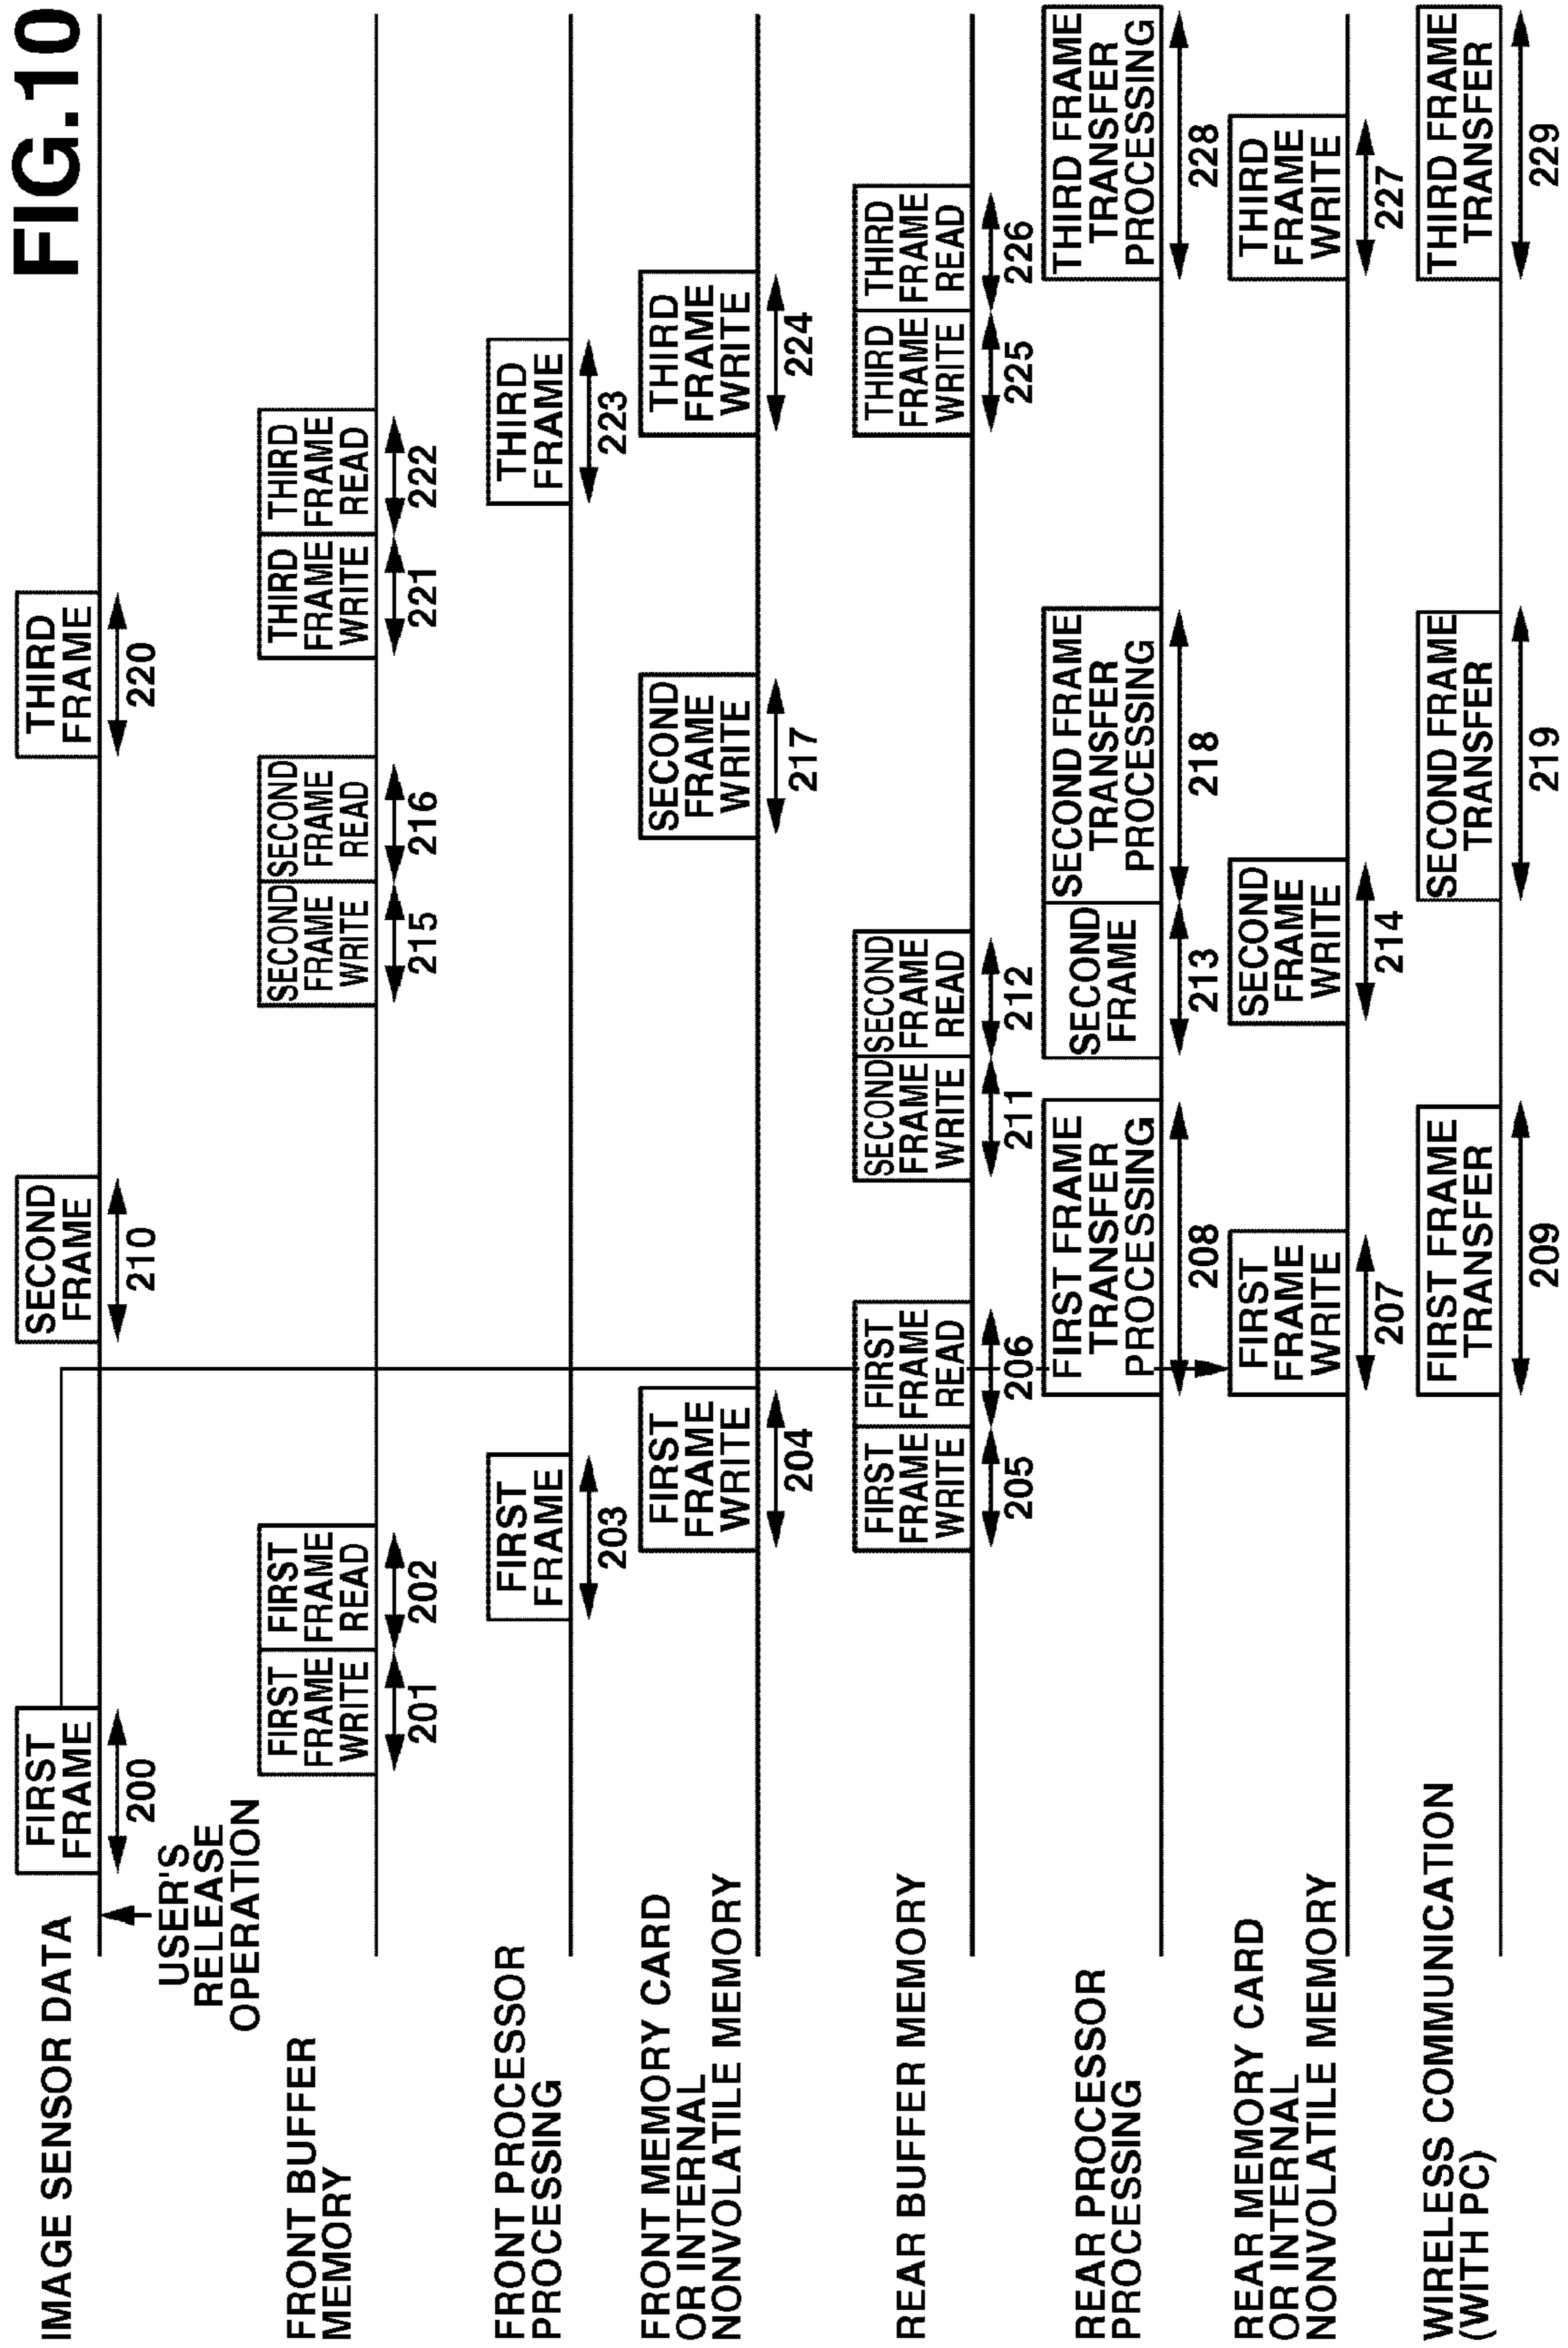 FIG.10
IMAGE SENSOR DATA
FIRST
FRAME
200
SECOND
FRAME
210
THIRD
FRAME
220
USER'S
RELEASE
OPERATION
FRONT BUFFER
MEMORY
FIRST
FRAME
WRITE
201
FIRST
FRAME
READ
202
SECOND
FRAME
WRITE
215
SECOND
FRAME
READ
216
THIRD
FRAME
WRITE
221
THIRD
FRAME
READ
222
FRONT PROCESSOR
PROCESSING
FIRST
FRAME
203
THIRD
FRAME
223
FRONT MEMORY CARD
OR INTERNAL
NONVOLATILE MEMORY
FIRST
FRAME
WRITE
204
SECOND
FRAME
WRITE
217
THIRD
FRAME
WRITE
224
REAR BUFFER MEMORY
FIRST
FRAME
WRITE
205
FIRST
FRAME
READ
206
SECOND
FRAME
WRITE
211
SECOND
FRAME
READ
212
THIRD
FRAME
WRITE
225
THIRD
FRAME
READ
226
REAR PROCESSOR
PROCESSING
FIRST FRAME
TRANSFER
PROCESSING
208
SECOND
FRAME
213
SECOND FRAME
TRANSFER
PROCESSING
218
THIRD FRAME
TRANSFER
PROCESSING
228
REAR MEMORY CARD
OR INTERNAL
NONVOLATILE MEMORY
FIRST
FRAME
WRITE
207
SECOND
FRAME
WRITE
214
THIRD
FRAME
WRITE
227
WIRELESS COMMUNICATION
(WITH PC)
FIRST FRAME
TRANSFER
209
SECOND FRAME
TRANSFER
219
THIRD FRAME
TRANSFER
229